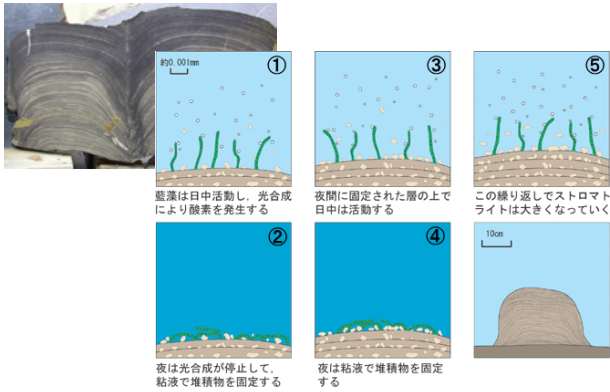 ①
約0.001mm
藍藻は日中活動し，光合成
により酸素を発生する
②
夜は光合成が停止して，
粘液で堆積物を固定する
③
夜間に固定された層の上で
日中は活動する
④
夜は粘液で堆積物を固定
する
⑤
この繰り返しでストロマト
ライトは大きくなっていく
10cm